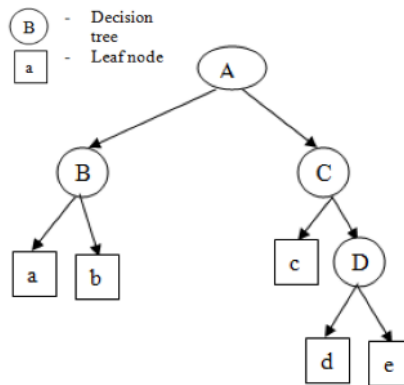 B - Decision
tree
a - Leaf node
A
B C
a b c D
d e